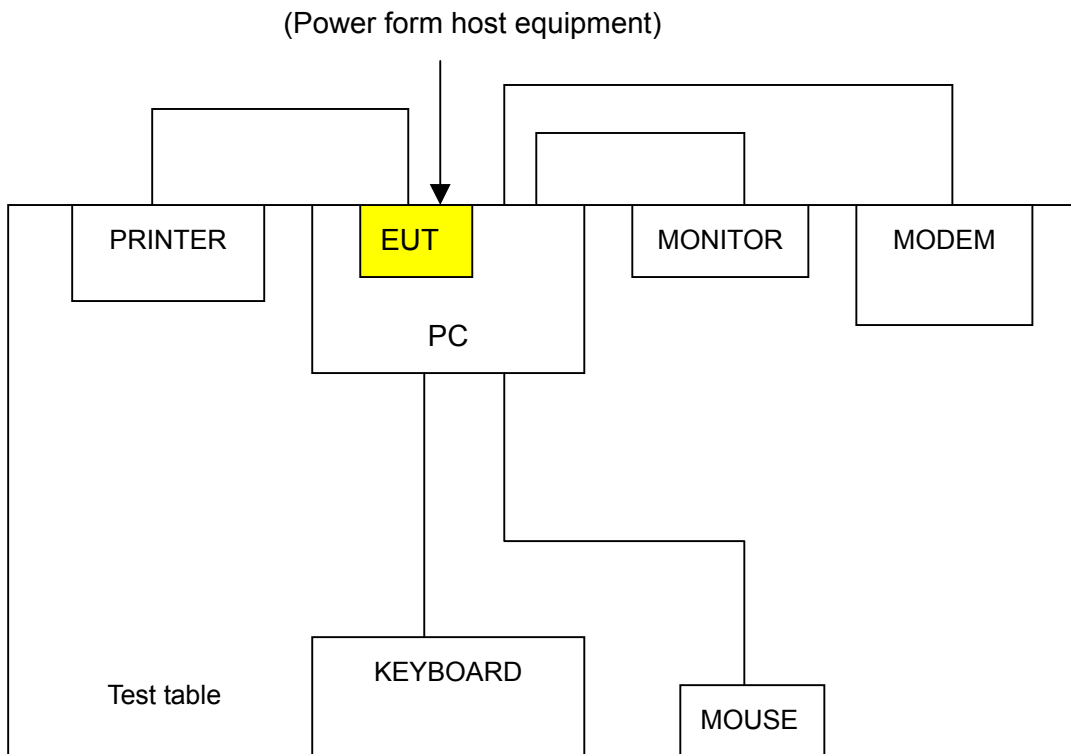 (Power form host equipment)
PRINTER
EUT
MONITOR
MODEM
PC
KEYBOARD
Test table
MOUSE